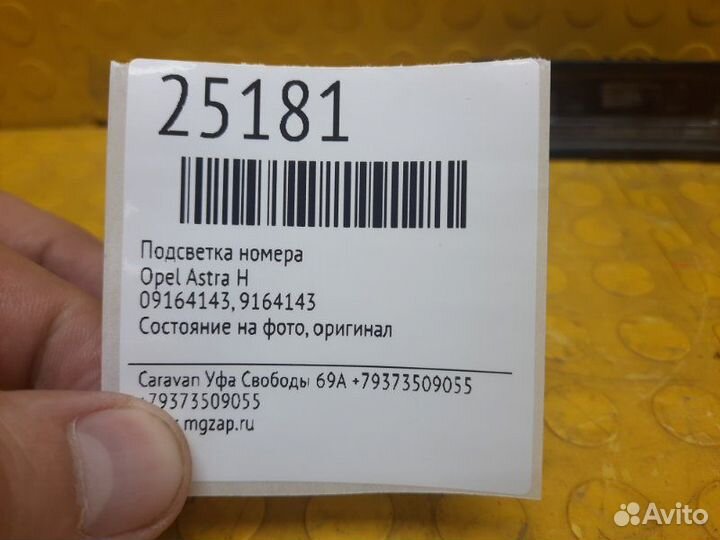 25181
Подсветка номера
Opel Astra H
09164143, 9164143
Состояние на фото, оригинал
Caravan Уфа Свободы 69А +79373509055
+79373509055
mgzap.ru
Avito